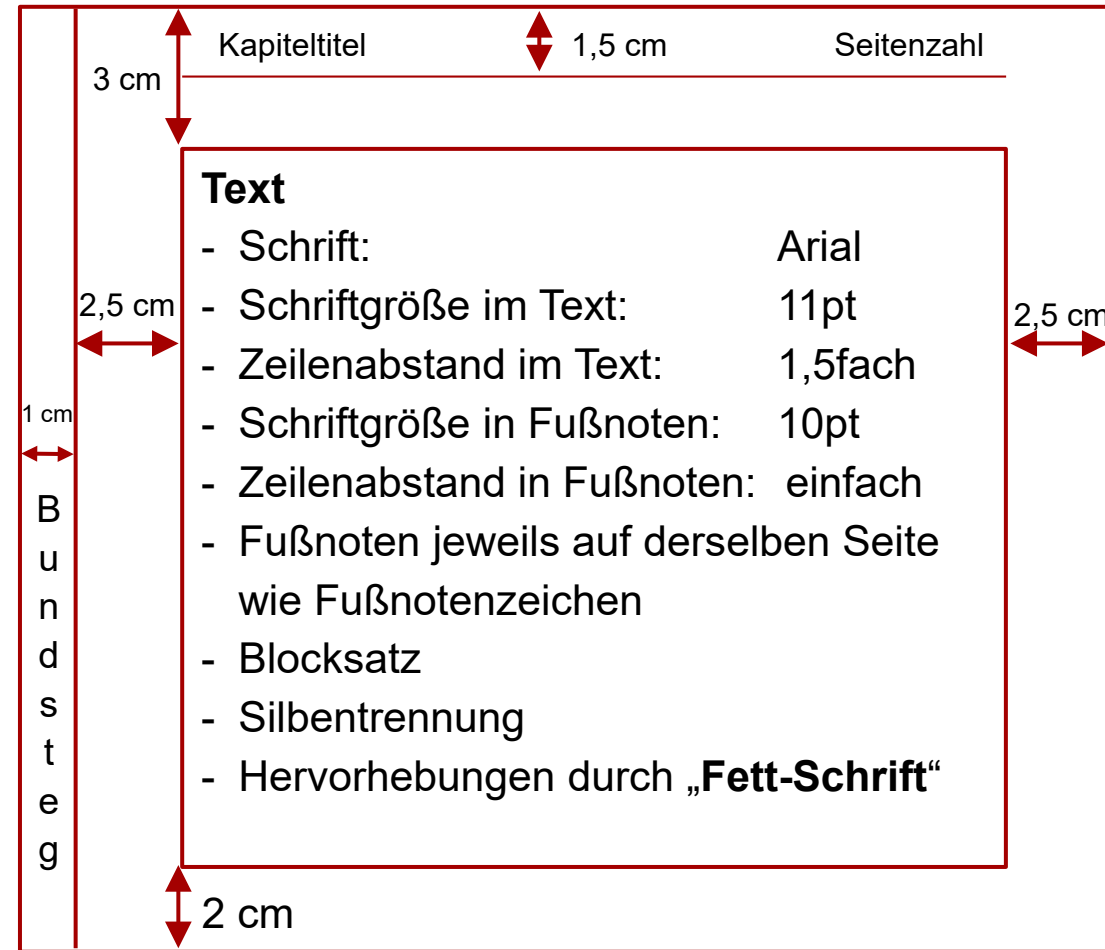 Kapiteltitel 1,5 cm Seitenzahl
3 cm
Text
- Schrift: Arial
- Schriftgröße im Text: 11pt
- Zeilenabstand im Text: 1,5fach
- Schriftgröße in Fußnoten: 10pt
- Zeilenabstand in Fußnoten: einfach
- Fußnoten jeweils auf derselben Seite
wie Fußnotenzeichen
- Blocksatz
- Silbentrennung
- Hervorhebungen durch „Fett-Schrift“
2,5 cm
2,5 cm
1 cm
Bundsteg
2 cm